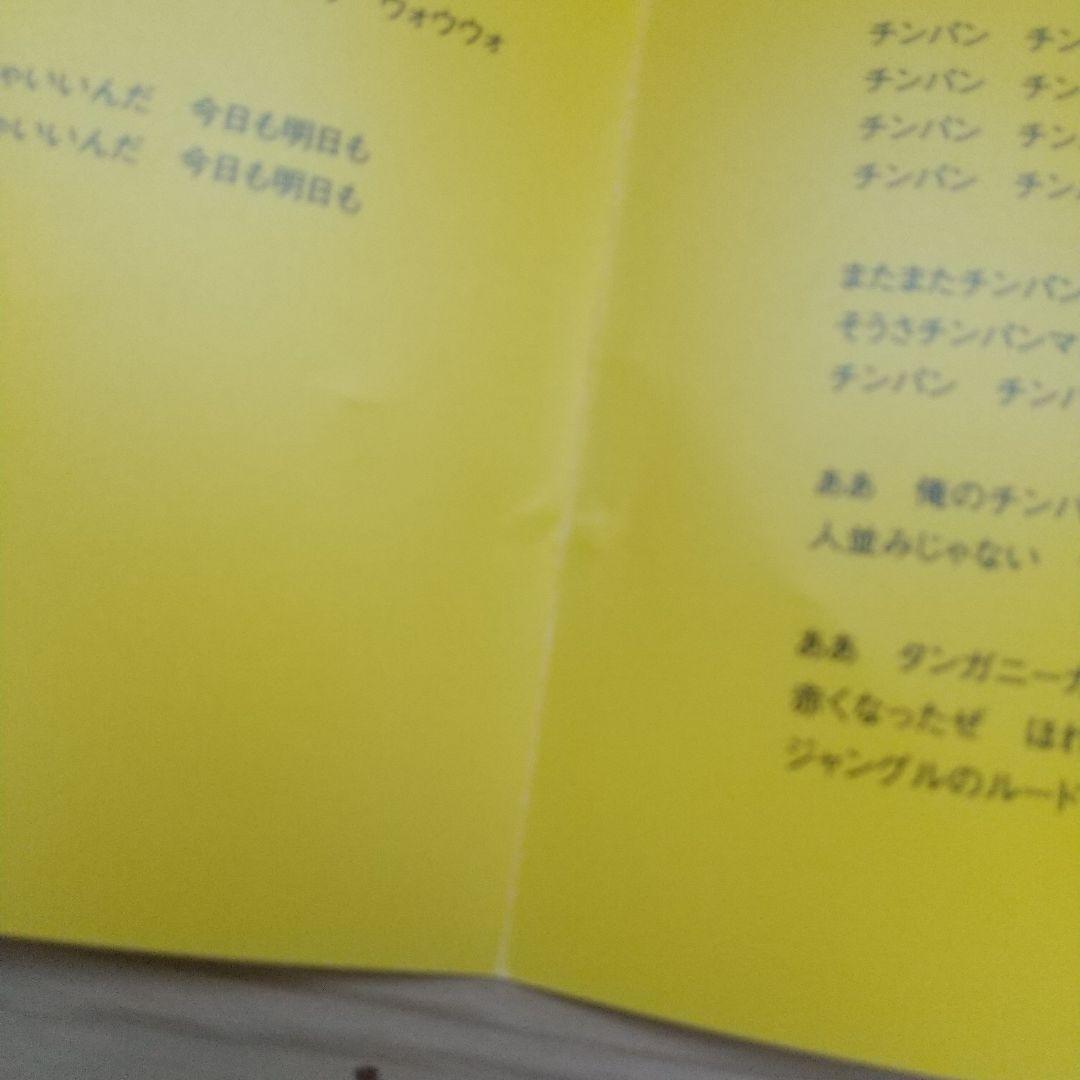 ウォウウォ
ゃいいんだ 今日も明日も
ゃいいんだ 今日も明日も
チンパン チン
チンパン チン
チンパン チン
チンパン チン
またまたチンパン
そうさチンパンマ
チンパン チンパ
ああ 俺のチンパ
人並みじゃない
ああ タンガニーカ
赤くなったぜ ほれ
ジャングルのルード